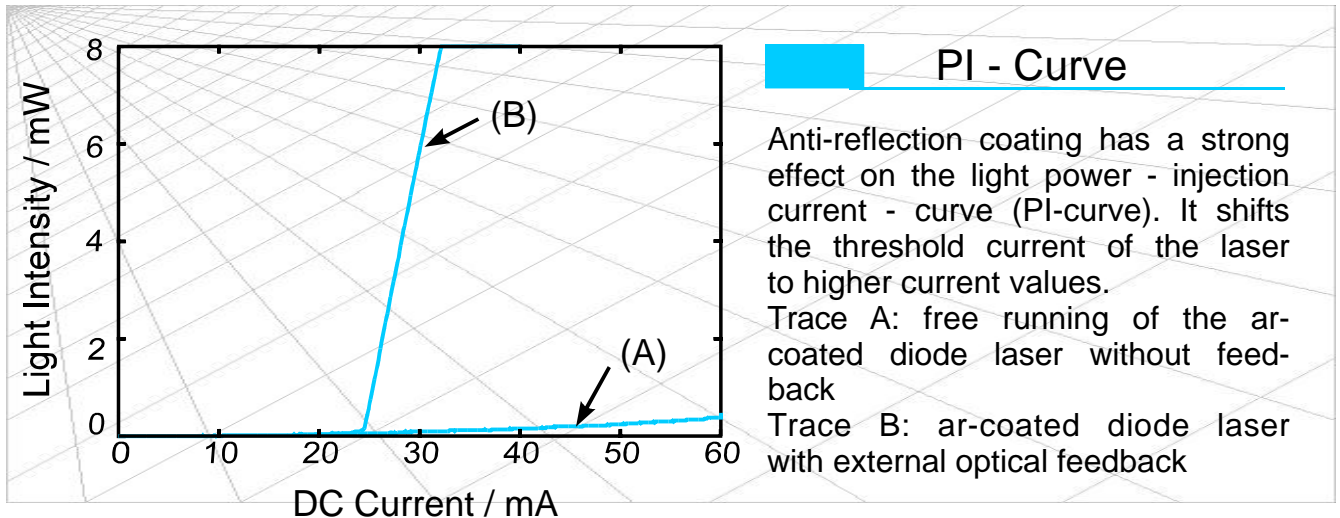 Light Intensity / mW
8
6
4
2
0
0 10 20 30 40 50 60
DC Current / mA
(B)
(A)
PI - Curve
Anti-reflection coating has a strong
effect on the light power - injection
current - curve (PI-curve). It shifts
the threshold current of the laser
to higher current values.
Trace A: free running of the ar-
coated diode laser without feed-
back
Trace B: ar-coated diode laser
with external optical feedback